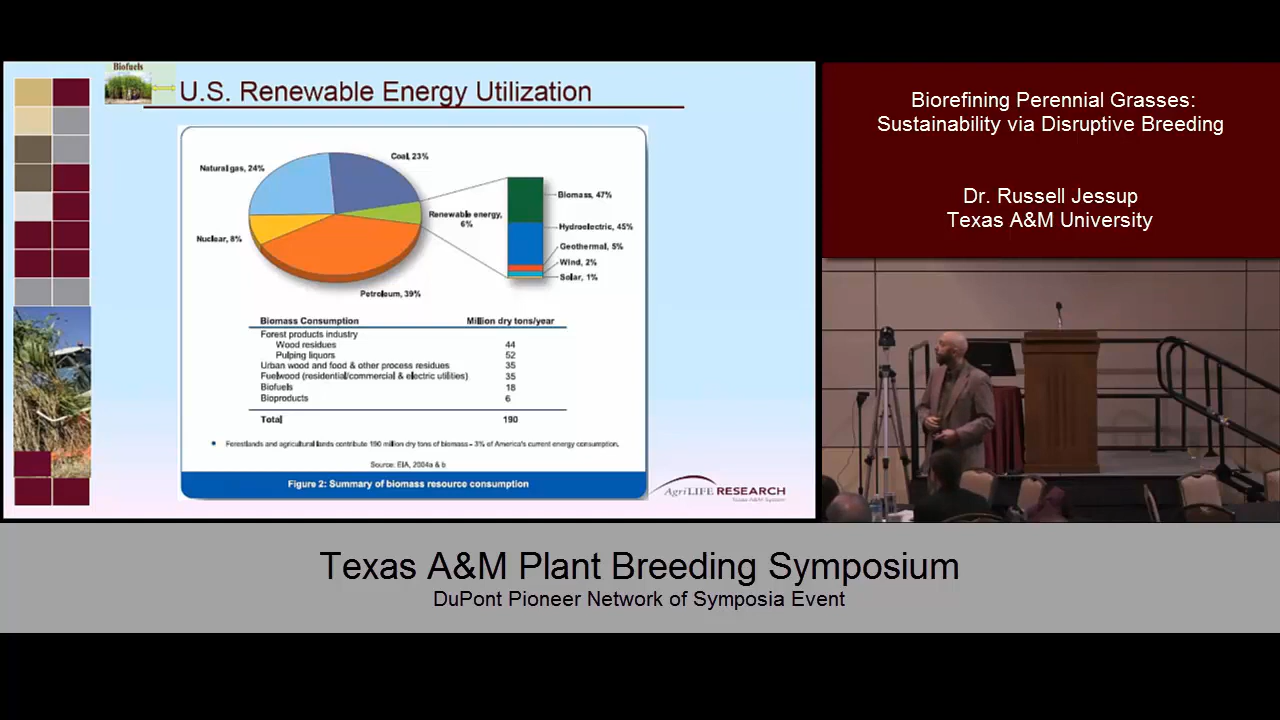 Biofuels
U.S. Renewable Energy Utilization
Coal, 23%
Natural gas, 24%
Renewable energy,
6%
Nuclear, 8%
Petroleum, 39%
Biomass, 47%
Hydroelectric, 45%
Geothermal, 5%
Wind, 2%
Solar, 1%
Biomass Consumption Million dry tons/year
Forest products industry
Wood residues 44
Pulping liquors 52
Urban wood and food & other process residues 35
Fuelwood (residential/commercial & electric utilities) 35
Biofuels 18
Bioproducts 6
Total 190
Forestlands and agricultural lands contribute 190 million dry tons of biomass - 3% of America's current energy consumption.
Source: EIA, 2004a & b
Figure 2: Summary of biomass resource consumption
AgriLIFE RESEARCH
Texas A&M System
Biorefining Perennial Grasses:
Sustainability via Disruptive Breeding
Dr. Russell Jessup
Texas A&M University
Texas A&M Plant Breeding Symposium
DuPont Pioneer Network of Symposia Event